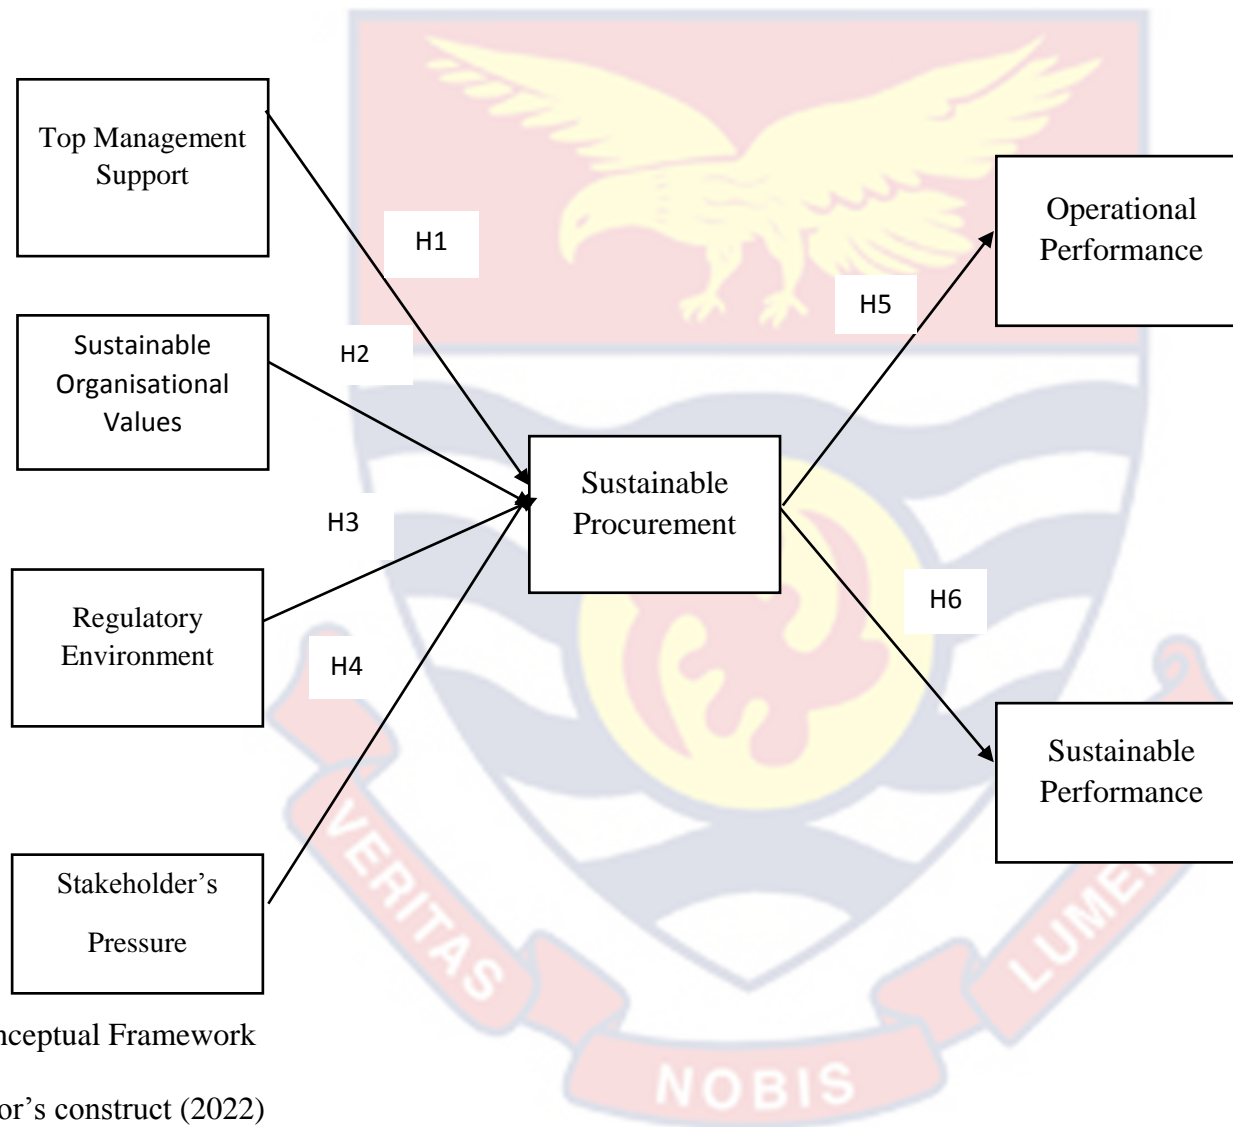 Top Management
Support
H1
Sustainable
Organisational
Values
H2
Regulatory
Environment
H3
Stakeholder's
Pressure
H4
Sustainable
Procurement
H5
Operational
Performance
H6
Sustainable
Performance
VERITAS
NOBIS
LUME
nceptual Framework
or's construct (2022)